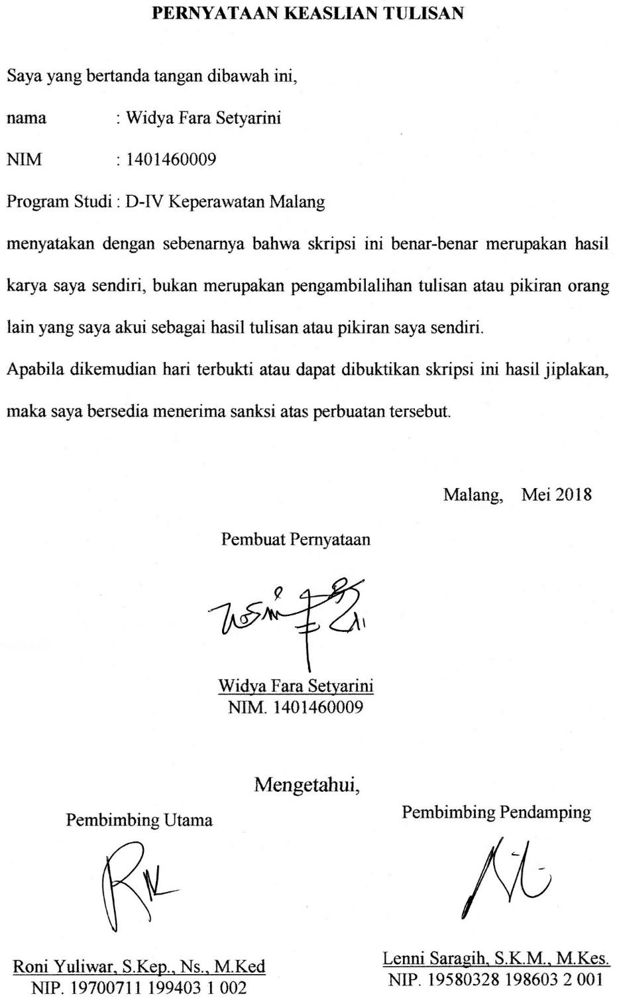 PERNYATAAN KEASLIAN TULISAN
Saya yang bertanda tangan dibawah ini,
nama : Widya Fara Setyarini
NIM : 1401460009
Program Studi : D-IV Keperawatan Malang
menyatakan dengan sebenarnya bahwa skripsi ini benar-benar merupakan hasil
karya saya sendiri, bukan merupakan pengambilalihan tulisan atau pikiran orang
lain yang saya akui sebagai hasil tulisan atau pikiran saya sendiri.
Apabila dikemudian hari terbukti atau dapat dibuktikan skripsi ini hasil jiplakan,
maka saya bersedia menerima sanksi atas perbuatan tersebut.
Malang, Mei 2018
Pembuat Pernyataan
Widya Fara Setyarini
NIM. 1401460009
Mengetahui,
Pembimbing Utama
Roni Yuliwar, S.Kep., Ns., M.Ked
NIP. 19700711 199403 1 002
Pembimbing Pendamping
Lenni Saragih, S.K.M., M.Kes.
NIP. 19580328 198603 2 001